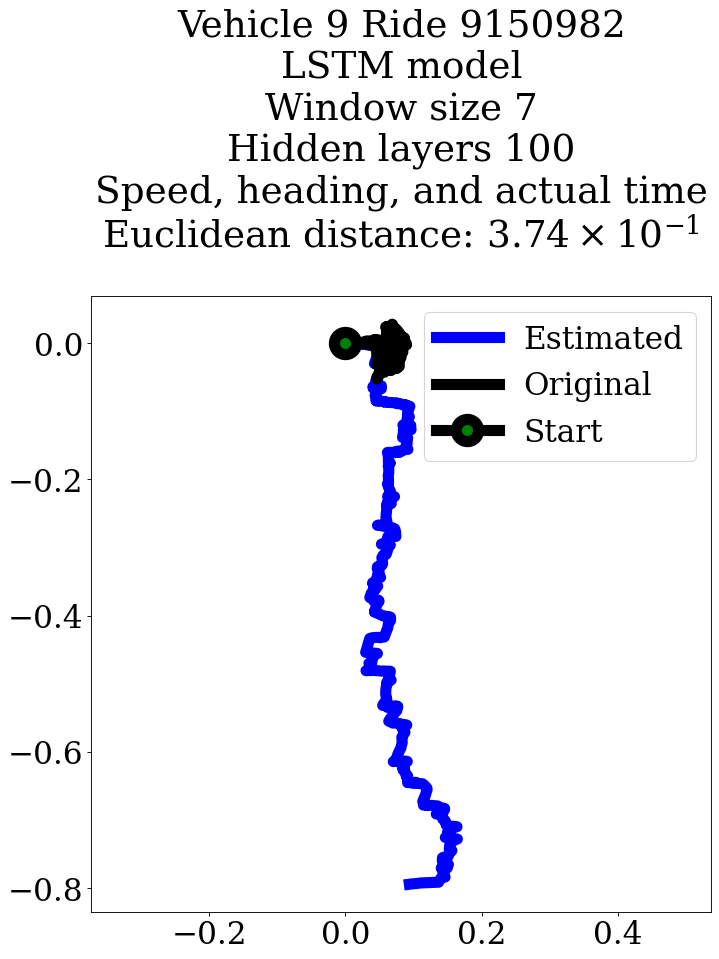 Vehicle 9 Ride 9150982
LSTM model
Window size 7
Hidden layers 100
Speed, heading, and actual time
Euclidean distance: 3.74 × 10⁻¹
Estimated
Original
Start
0.0
−0.2
−0.4
−0.6
−0.8
−0.2 0.0 0.2 0.4